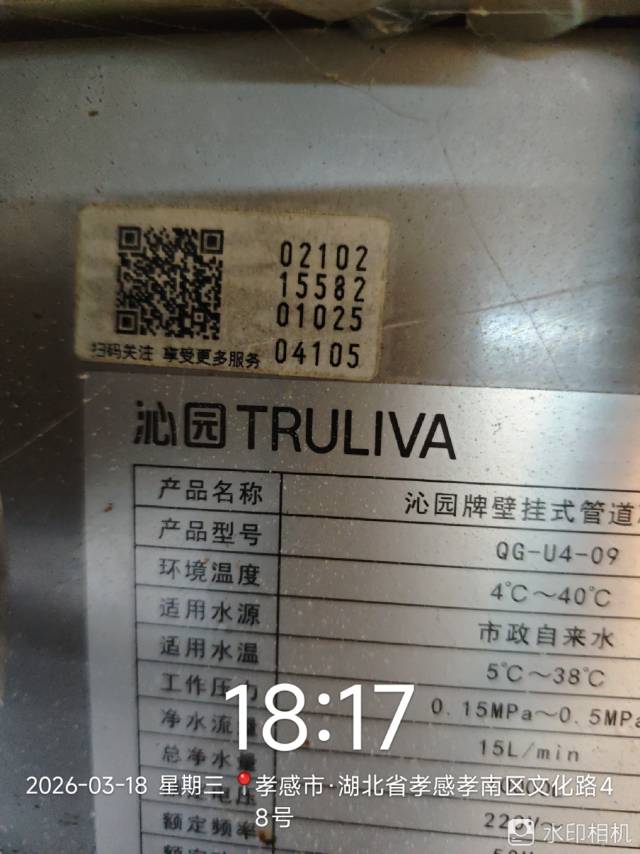 02102
15582
01025
04105
扫码关注 享受更多服务
沁园 TRULIVA
产品名称 沁园牌壁挂式管道
产品型号 QG-U4-09
环境温度 4℃~40℃
适用水源 市政自来水
适用水温 5℃~38℃
工作压力 0.15MPa~0.5MPa
净水流量 15L/min
总净水量
电压 220V~
额定频率
18:17
2026-03-18 星期三 孝感市·湖北省孝感孝南区文化路4
8号
水印相机